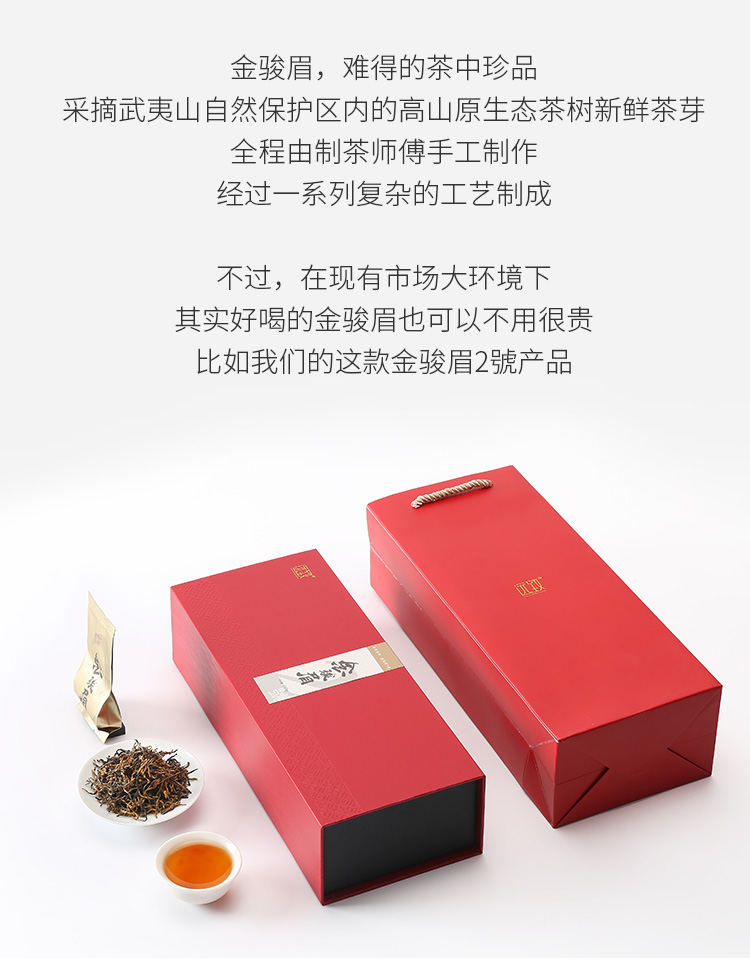 金骏眉，难得的茶中珍品
采摘武夷山自然保护区内的高山原生态茶树新鲜茶芽
全程由制茶师傅手工制作
经过一系列复杂的工艺制成
不过，在现有市场大环境下
其实好喝的金骏眉也可以不用很贵
比如我们的这款金骏眉2號产品
金骏眉